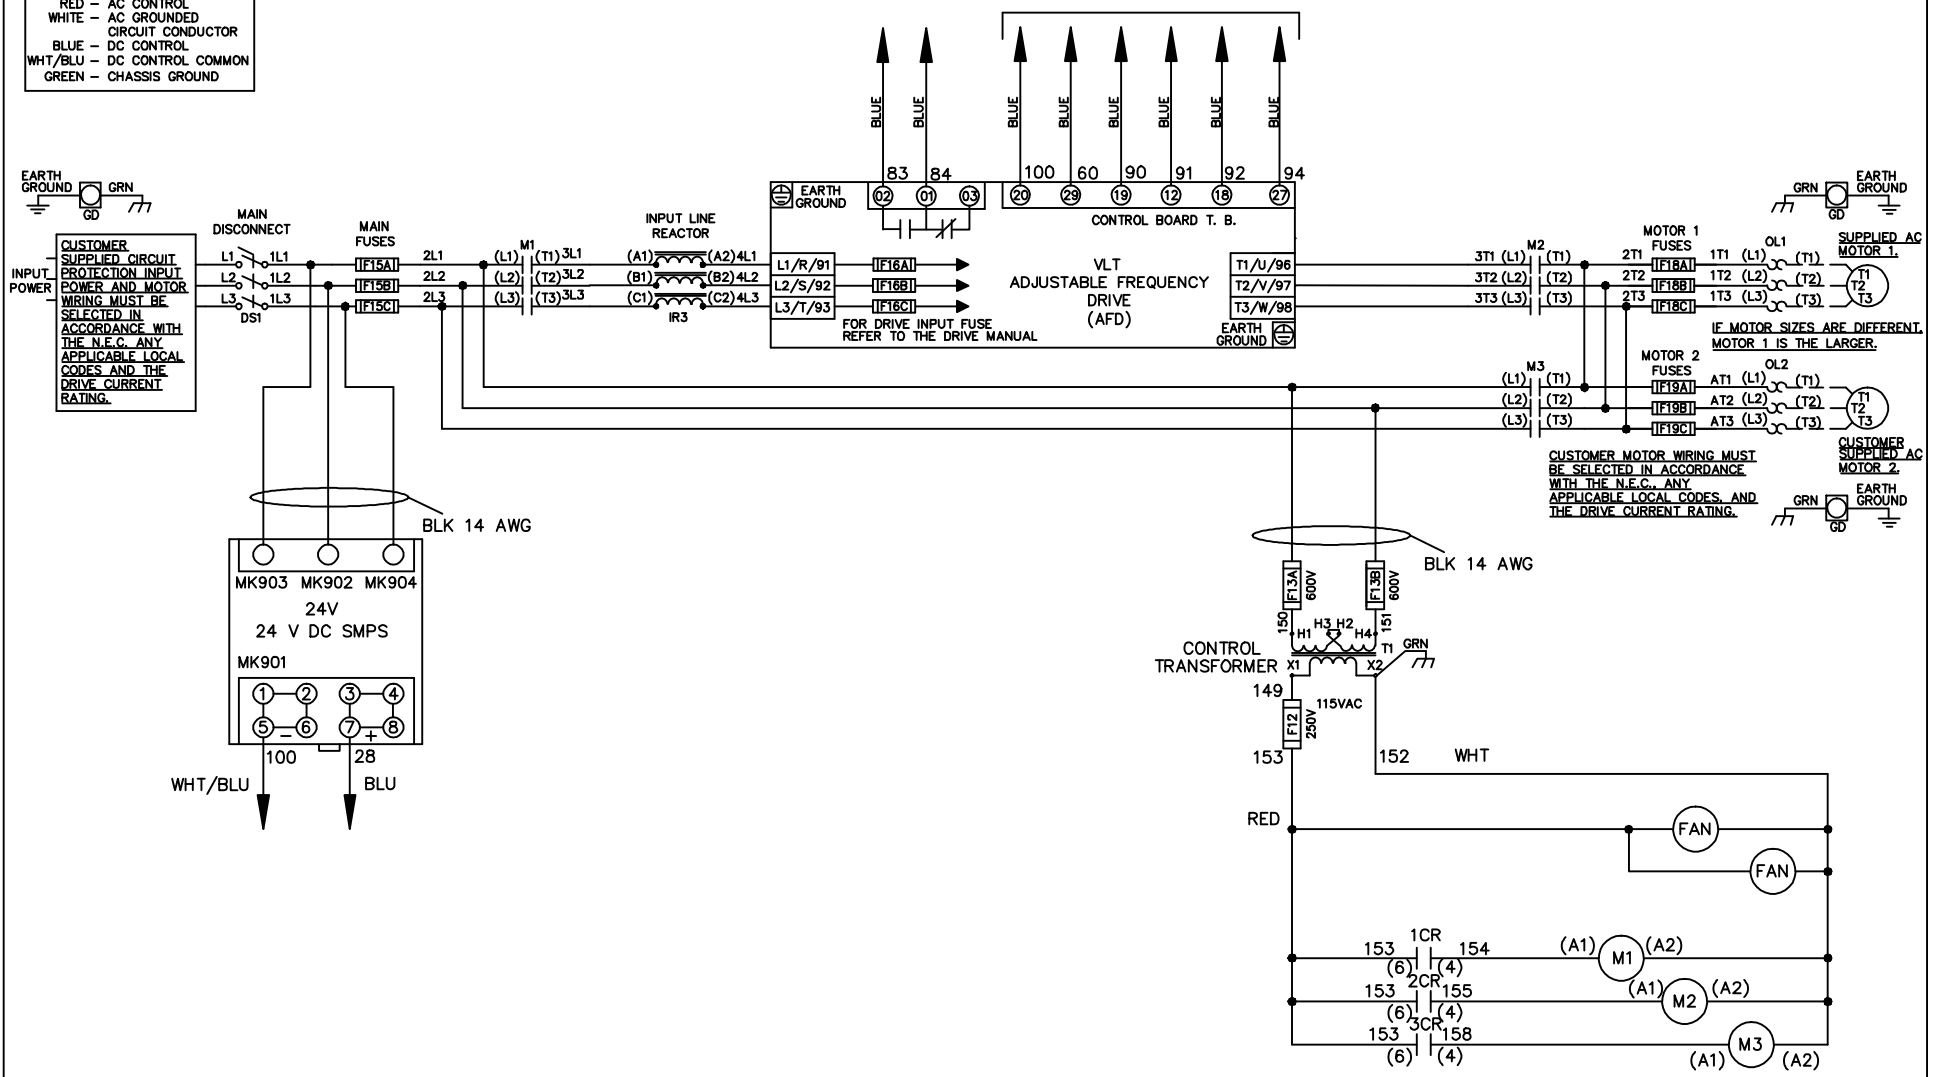 RED – AC CONTROL
WHITE – AC GROUNDED
CIRCUIT CONDUCTOR
BLUE – DC CONTROL
WHT/BLU – DC CONTROL COMMON
GREEN – CHASSIS GROUND
BLUE
BLUE
BLUE
BLUE
BLUE
BLUE
BLUE
BLUE
83
84
100
60
90
91
92
94
EARTH
GROUND
GRN
GD
EARTH
GROUND
02
01
03
20
29
19
12
18
27
CONTROL BOARD T. B.
GRN
EARTH
GROUND
GD
MAIN
DISCONNECT
MAIN
FUSES
INPUT LINE
REACTOR
MOTOR 1
FUSES
OL1
SUPPLIED AC
MOTOR 1.
INPUT
POWER
CUSTOMER
SUPPLIED CIRCUIT
PROTECTION INPUT
POWER AND MOTOR
WIRING MUST BE
SELECTED IN
ACCORDANCE WITH
THE N.E.C. ANY
APPLICABLE LOCAL
CODES AND THE
DRIVE CURRENT
RATING.
M1
L1 1L1 F15A 2L1 (L1) (T1) 3L1 (A1) (A2) 4L1 L1/R/91 F16A
L2 1L2 F15B 2L2 (L2) (T2) 3L2 (B1) (B2) 4L2 L2/S/92 F16B
L3 1L3 F15C 2L3 (L3) (T3) 3L3 (C1) (C2) 4L3 L3/T/93 F16C
DS1
IR3
VLT
ADJUSTABLE FREQUENCY
DRIVE
(AFD)
FOR DRIVE INPUT FUSE
REFER TO THE DRIVE MANUAL
EARTH
GROUND
M2
T1/U/96 3T1 (L1) (T1) 2T1 F18A 1T1 (L1) (T1) T1
T2/V/97 3T2 (L2) (T2) 2T2 F18B 1T2 (L2) (T2) T2
T3/W/98 3T3 (L3) (T3) 2T3 F18C 1T3 (L3) (T3) T3
IF MOTOR SIZES ARE DIFFERENT,
MOTOR 1 IS THE LARGER.
MOTOR 2
FUSES
OL2
M3
(L1) (T1) F19A AT1 (L1) (T1) T1
(L2) (T2) F19B AT2 (L2) (T2) T2
(L3) (T3) F19C AT3 (L3) (T3) T3
CUSTOMER
SUPPLIED AC
MOTOR 2.
CUSTOMER MOTOR WIRING MUST
BE SELECTED IN ACCORDANCE
WITH THE N.E.C., ANY
APPLICABLE LOCAL CODES, AND
THE DRIVE CURRENT RATING.
GRN
EARTH
GROUND
GD
BLK 14 AWG
MK903 MK902 MK904
24V
24 V DC SMPS
MK901
1 2 3 4
5 6 7 8
– +
100
28
WHT/BLU
BLU
BLK 14 AWG
F13A
600V
F13B
600V
150
151
H1 H3 H2 H4
T1
GRN
CONTROL
TRANSFORMER
X1 X2
149
115VAC
F12
250V
153
152
WHT
RED
FAN
FAN
1CR
153 154 (A1) M1 (A2)
(6) (4)
2CR
153 155 (A1) M2 (A2)
(6) (4)
3CR
153 158 M3
(6) (4) (A1) (A2)